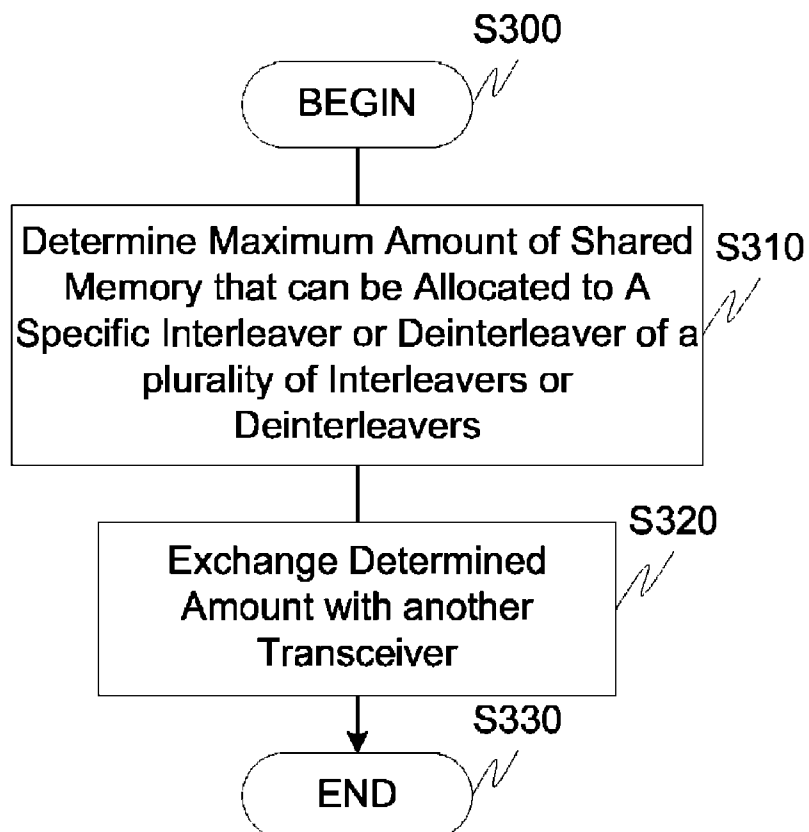 S300
BEGIN
Determine Maximum Amount of Shared
Memory that can be Allocated to A
Specific Interleaver or Deinterleaver of a
plurality of Interleavers or
Deinterleavers
S310
S320
Exchange Determined
Amount with another
Transceiver
S330
END